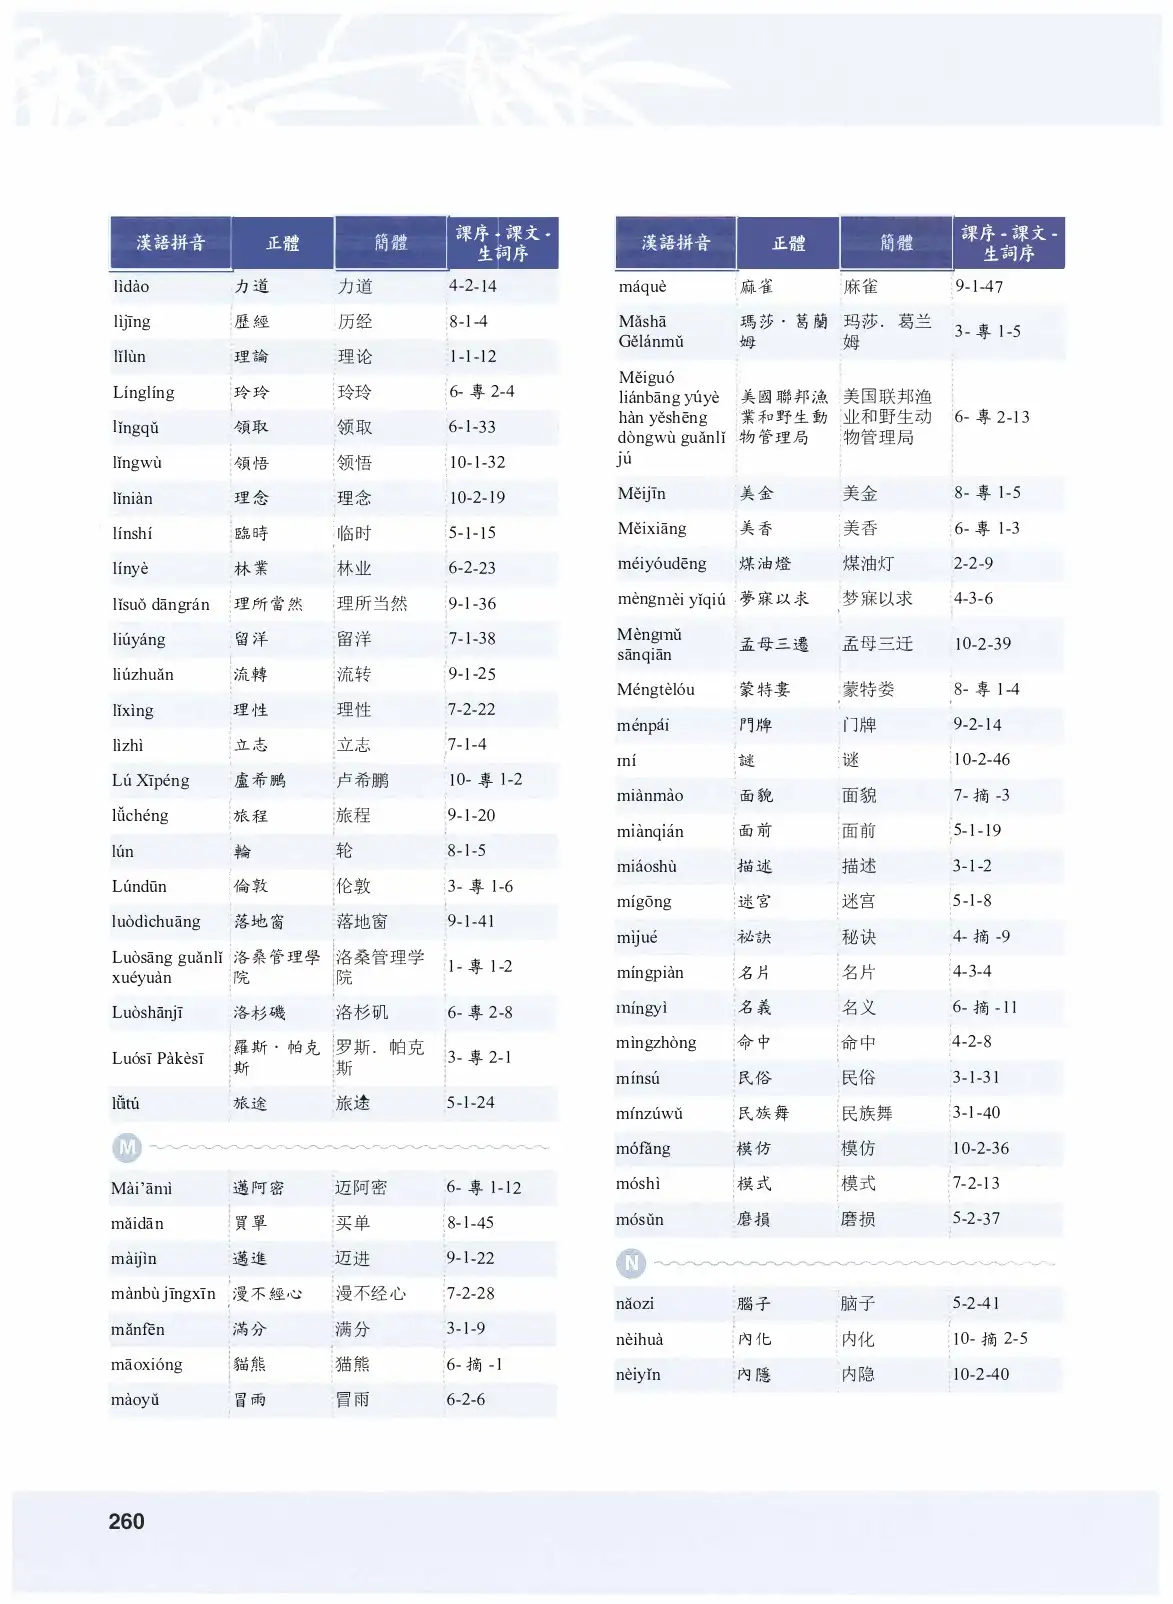 漢語拼音 正體 簡體 課序 - 課文 - 生詞序
lìdào 力道 力道 4-2-14
lìjīng 歷經 历经 8-1-4
lǐlùn 理論 理论 1-1-12
Línglíng 玲玲 玲玲 6- 專 2-4
lǐngqǔ 領取 领取 6-1-33
lǐngwù 領悟 领悟 10-1-32
lǐniàn 理念 理念 10-2-19
línshí 臨時 临时 5-1-15
línyè 林業 林业 6-2-23
lǐsuǒ dāngrán 理所當然 理所当然 9-1-36
liúyáng 留洋 留洋 7-1-38
liúzhuǎn 流轉 流转 9-1-25
lǐxìng 理性 理性 7-2-22
lìzhì 立志 立志 7-1-4
Lú Xīpéng 盧希鵬 卢希鹏 10- 專 1-2
lǚchéng 旅程 旅程 9-1-20
lún 輪 轮 8-1-5
Lúndūn 倫敦 伦敦 3- 專 1-6
luòdìchuāng 落地窗 落地窗 9-1-41
Luòsāng guǎnlǐ xuéyuàn 洛桑管理學院 洛桑管理学院 1- 專 1-2
Luòshānjī 洛杉磯 洛杉矶 6- 專 2-8
Luósī Pàkèsī 羅斯·帕克斯 罗斯．帕克斯 3- 專 2-1
lǚtú 旅途 旅途 5-1-24
M
Mài’āmì 邁阿密 迈阿密 6- 專 1-12
mǎidān 買單 买单 8-1-45
màijìn 邁進 迈进 9-1-22
mànbù jīngxīn 漫不經心 漫不经心 7-2-28
mǎnfēn 滿分 满分 3-1-9
māoxióng 貓熊 猫熊 6- 摘 -1
màoyǔ 冒雨 冒雨 6-2-6
漢語拼音 正體 簡體 課序 - 課文 - 生詞序
máquè 麻雀 麻雀 9-1-47
Mǎshā Gělánmǔ 瑪莎·葛蘭姆 玛莎．葛兰姆 3- 專 1-5
Měiguó liánbāng yúyè hàn yěshēng dòngwù guǎnlǐ jú 美國聯邦漁業和野生動物管理局 美国联邦渔业和野生动物管理局 6- 專 2-13
Měijīn 美金 美金 8- 專 1-5
Měixiāng 美香 美香 6- 專 1-3
méiyóudēng 煤油燈 煤油灯 2-2-9
mèngmèi yǐqiú 夢寐以求 梦寐以求 4-3-6
Mèngmǔ sānqiān 孟母三遷 孟母三迁 10-2-39
Méngtèlóu 蒙特婁 蒙特娄 8- 專 1-4
ménpái 門牌 门牌 9-2-14
mí 謎 谜 10-2-46
miànmào 面貌 面貌 7- 摘 -3
miànqián 面前 面前 5-1-19
miáoshù 描述 描述 3-1-2
mígōng 迷宮 迷宫 5-1-8
mìjué 祕訣 秘诀 4- 摘 -9
míngpiàn 名片 名片 4-3-4
míngyì 名義 名义 6- 摘 -11
mìngzhòng 命中 命中 4-2-8
mínsú 民俗 民俗 3-1-31
mínzúwǔ 民族舞 民族舞 3-1-40
mófǎng 模仿 模仿 10-2-36
móshì 模式 模式 7-2-13
mósǔn 磨損 磨损 5-2-37
N
nǎozi 腦子 脑子 5-2-41
nèihuà 內化 内化 10- 摘 2-5
nèiyǐn 內隱 内隐 10-2-40
260